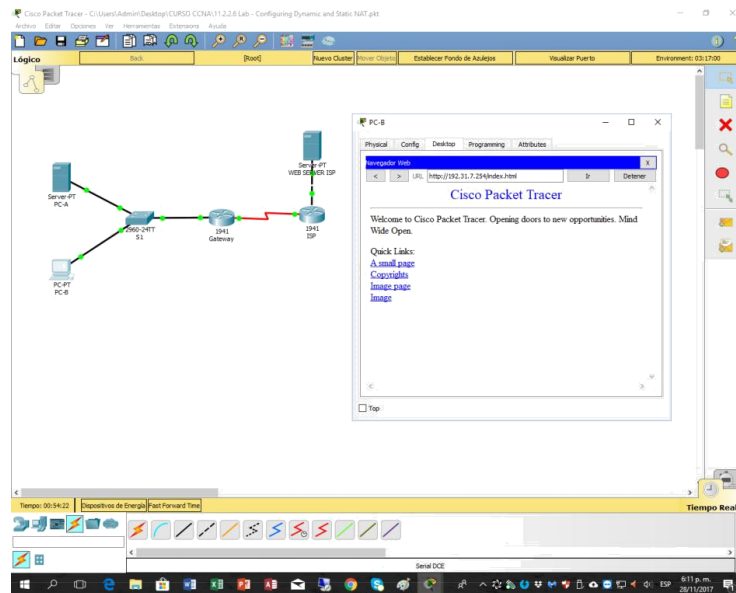 Cisco Packet Tracer - C:\Users\Admin\Desktop\CURSO CCNA\11.2.2.6 Lab - Configuring Dynamic and Static NAT.pkt
Archivo Editar Opciones Ver Herramientas Extensions Ayuda
Lógico Back [Root] Nuevo Cluster Mover Objeto Establecer Fondo de Azulejos Visualizar Puerto Environment: 03:17:00
PC-B
Physical Config Desktop Programming Attributes
Navegador Web X
< > URL http://192.31.7.254/index.html Ir Detener
Cisco Packet Tracer
Welcome to Cisco Packet Tracer. Opening doors to new opportunities. Mind
Wide Open.
Quick Links:
A small page
Copyrights
Image page
Image
Top
Server-PT
WEB SERVER ISP
Server-PT
PC-A
2960-24TT
S1
1941
Gateway
1941
ISP
PC-PT
PC-B
Tiempo: 00:54:22 Dispositivos de Energía Fast Forward Time Tiempo Real
Serial DCE
ESP 6:11 p. m.
28/11/2017